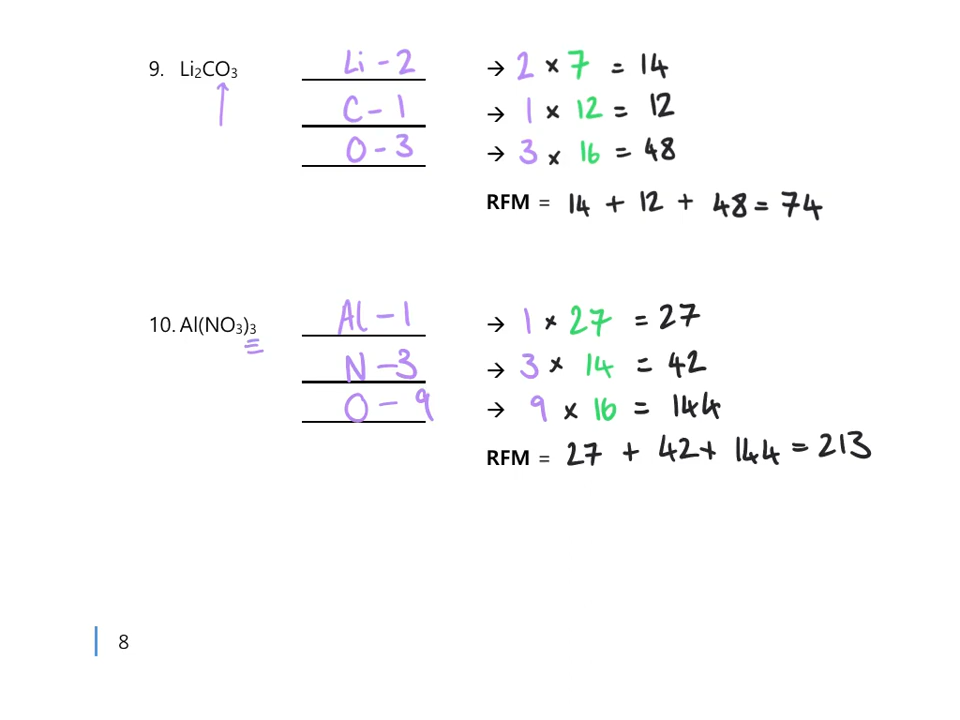 9. Li₂CO₃ Li - 2 → 2 × 7 = 14
C - 1 → 1 × 12 = 12
O - 3 → 3 × 16 = 48
RFM = 14 + 12 + 48 = 74
10. Al(NO₃)₃ Al - 1 → 1 × 27 = 27
N - 3 → 3 × 14 = 42
O - 9 → 9 × 16 = 144
RFM = 27 + 42 + 144 = 213
8